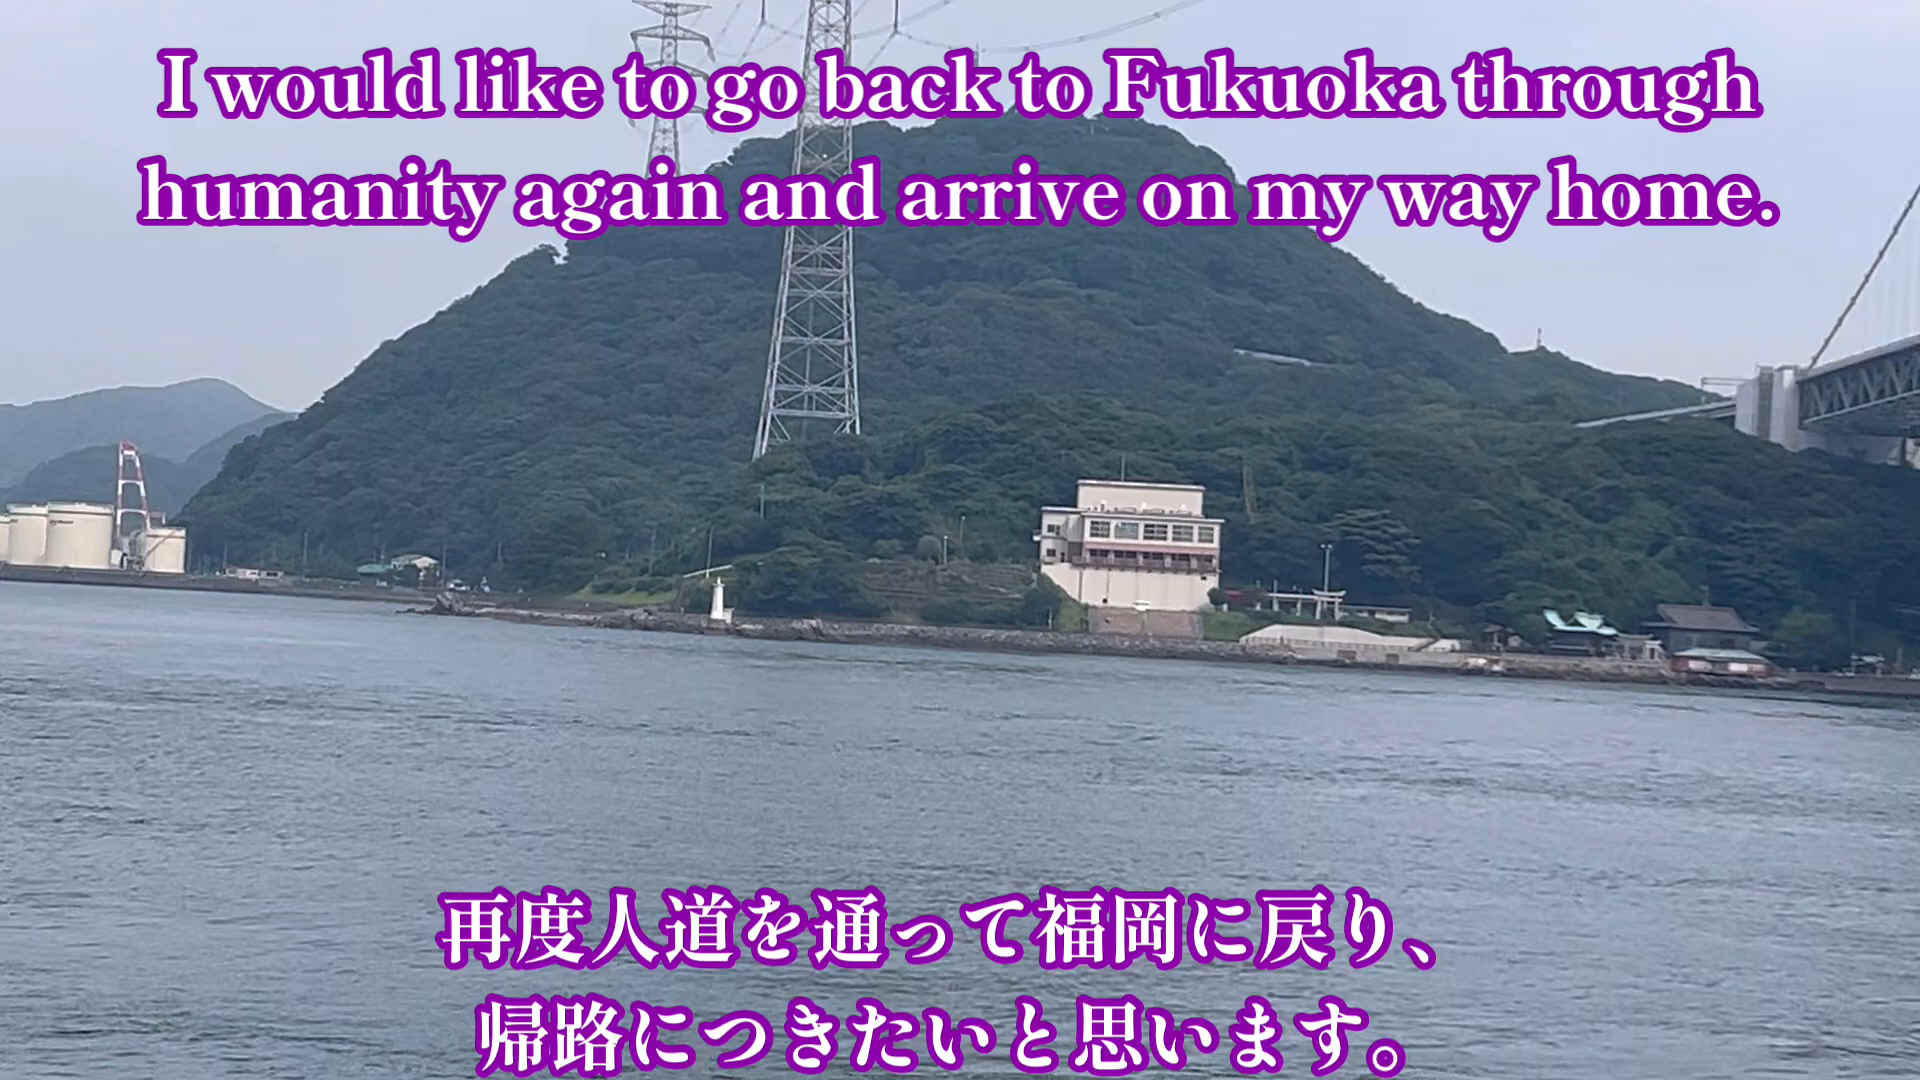 I would like to go back to Fukuoka through
humanity again and arrive on my way home.
再度人道を通って福岡に戻り、
帰路につきたいと思います。